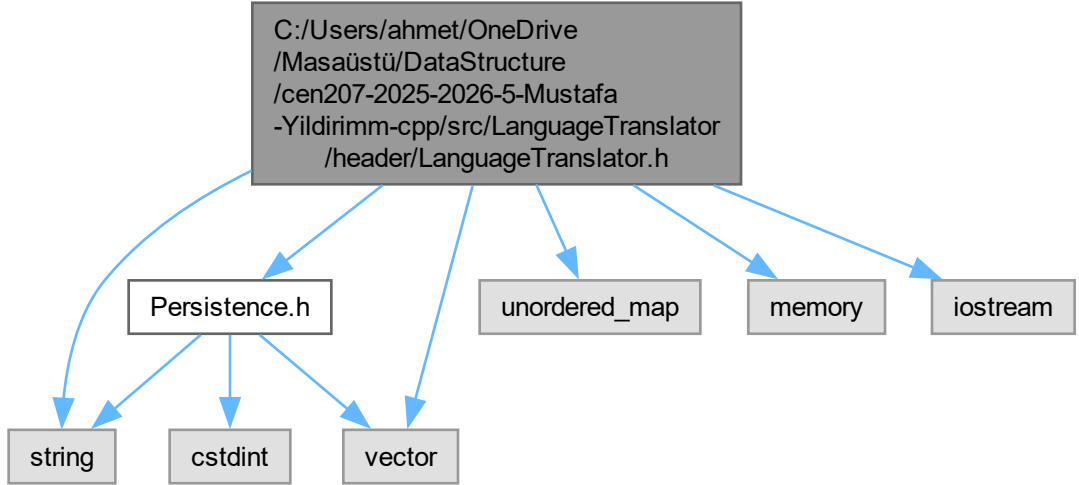 C:/Users/ahmet/OneDrive
/Masaüstü/DataStructure
/cen207-2025-2026-5-Mustafa
-Yildirimm-cpp/src/LanguageTranslator
/header/LanguageTranslator.h
Persistence.h
unordered_map
memory
iostream
string
cstdint
vector